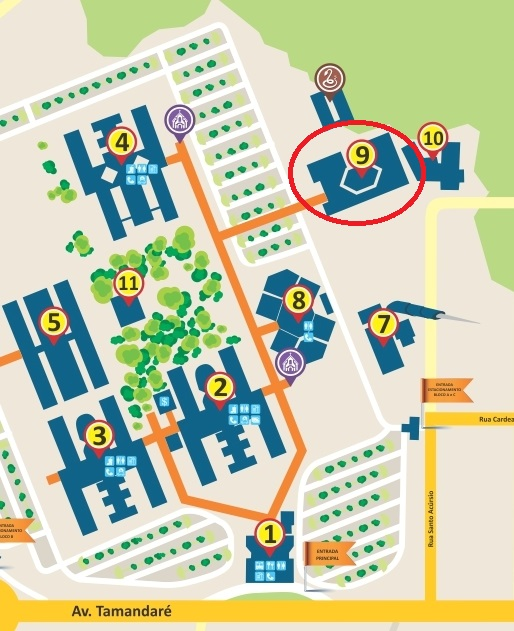 4
9
10
11
5
8
7
2
3
1
$
ENTRADA
ESTACIONAMENTO
BLOCO A e C
Rua Cardea
Rua Santo Acúrsio
ENTRADA
PRINCIPAL
Av. Tamandaré